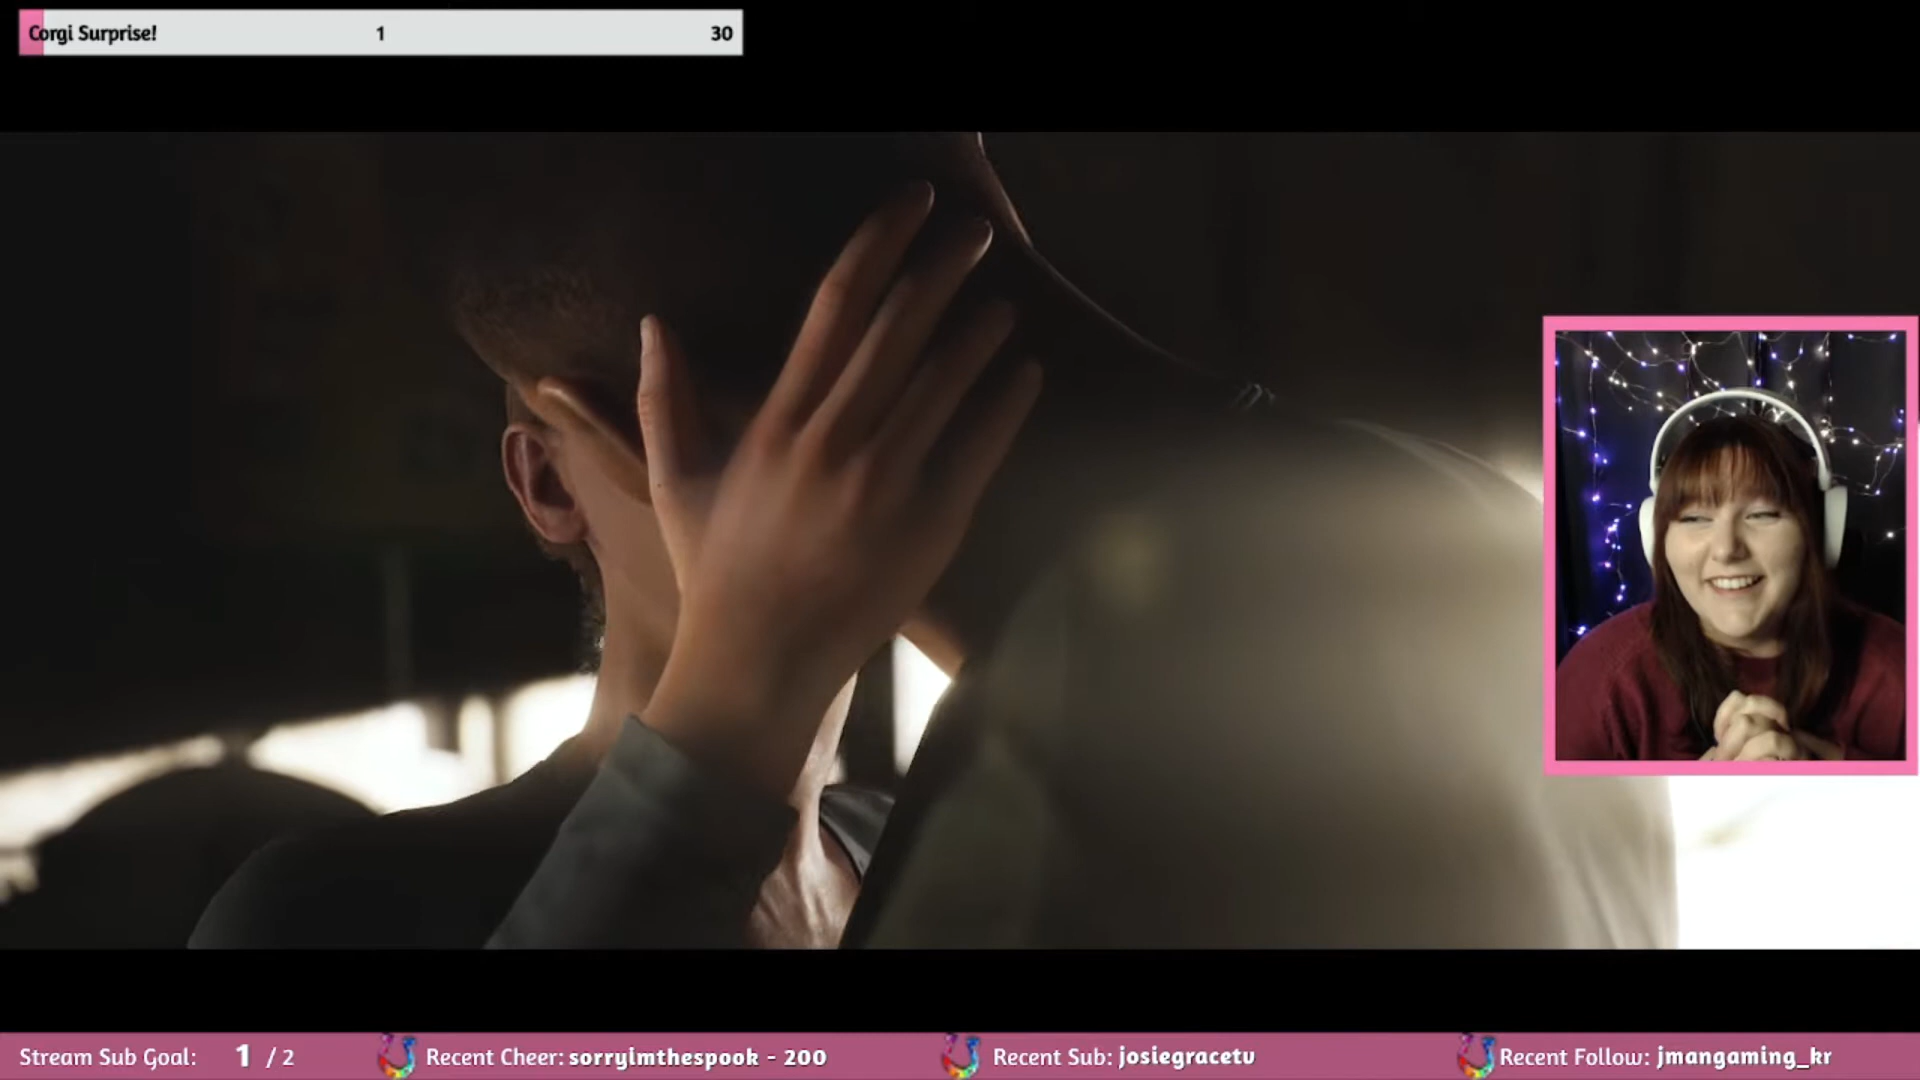 Corgi Surprise! 1 30
Stream Sub Goal: 1 / 2 Recent Cheer: sorryimthespook - 200 Recent Sub: josiegracetv Recent Follow: jmangaming_kr